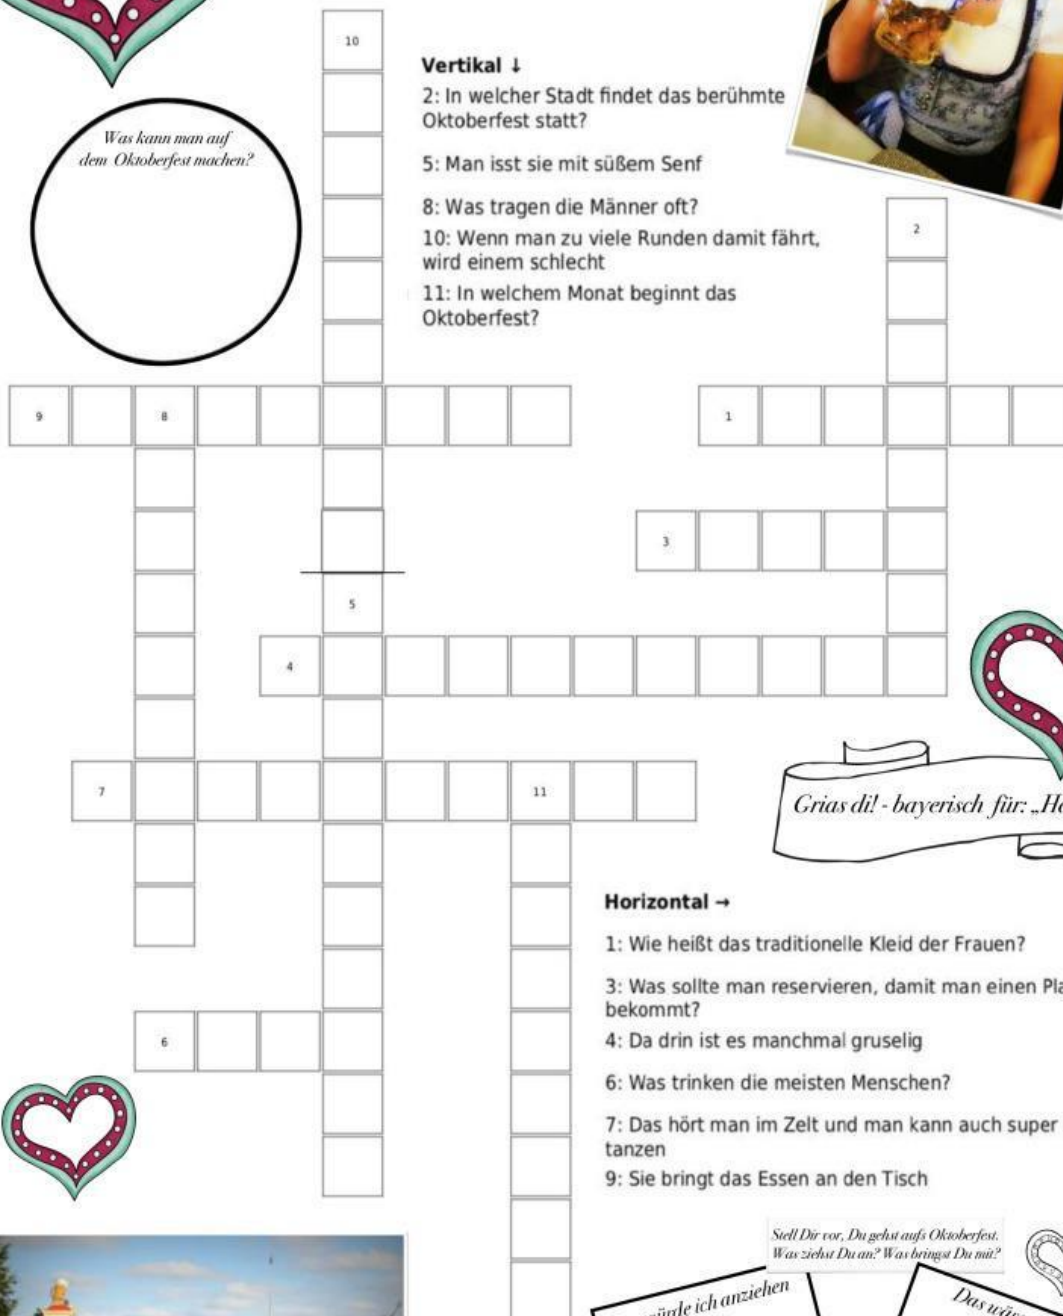 10
Vertikal ↓
2: In welcher Stadt findet das berühmte
Oktoberfest statt?
5: Man isst sie mit süßem Senf
8: Was tragen die Männer oft?
10: Wenn man zu viele Runden damit fährt,
wird einem schlecht
11: In welchem Monat beginnt das
Oktoberfest?
Was kann man auf
dem Oktoberfest machen?
2
9
8
1
3
5
4
7
11
Grias di! - bayerisch für: „
Horizontal →
1: Wie heißt das traditionelle Kleid der Frauen?
3: Was sollte man reservieren, damit man einen
bekommt?
4: Da drin ist es manchmal gruselig
6: Was trinken die meisten Menschen?
7: Das hört man im Zelt und man kann auch super
tanzen
9: Sie bringt das Essen an den Tisch
6
Stell Dir vor, Du gehst aufs Oktoberfest.
Was ziehst Du an? Was bringst Du mit?
ich anziehen
Das